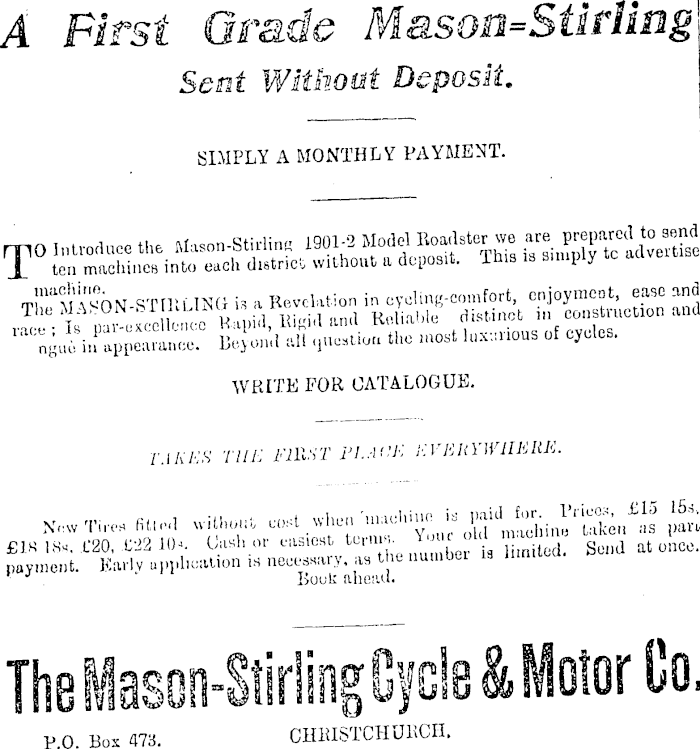 A First Grade Mason=Stirling
Sent Without Deposit.
SIMPLY A MONTHLY PAYMENT.
TO Introduce the Mason-Stirling 1901-2 Model Roadster we are prepared to send
ten machines into each district without a deposit. This is simply to advertise
machine.
The MASON-STIRLING is a Revelation in cycling-comfort, enjoyment, ease and
race ; Is par-excellence Rapid, Rigid and Reliable distinct in construction and
ngue in appearance. Beyond all question the most luxurious of cycles.
WRITE FOR CATALOGUE.
TAKES THE FIRST PLACE EVERYWHERE.
New Tires fitted without cost when machine is paid for. Prices, £15 15s,
£18 18s, £20, £22 10s. Cash or easiest terms. Your old machine taken as part
payment. Early application is necessary, as the number is limited. Send at once.
Book ahead.
The Mason-Stirling Cycle & Motor Co.
P.O. Box 473.
CHRISTCHURCH.